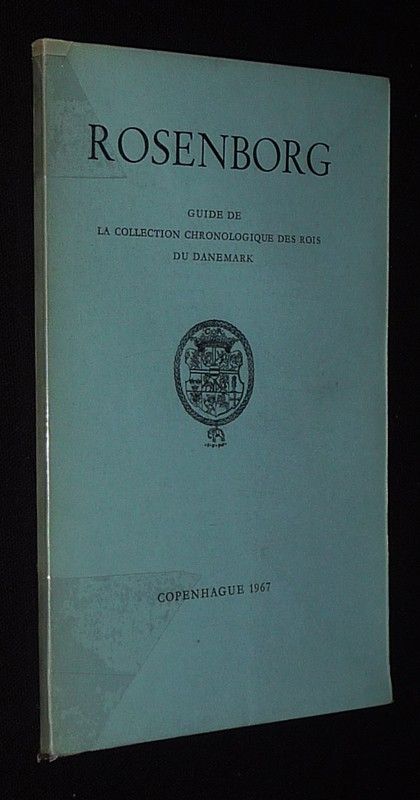 ROSENBORG
GUIDE DE
LA COLLECTION CHRONOLOGIQUE DES ROIS
DU DANEMARK
COPENHAGUE 1967